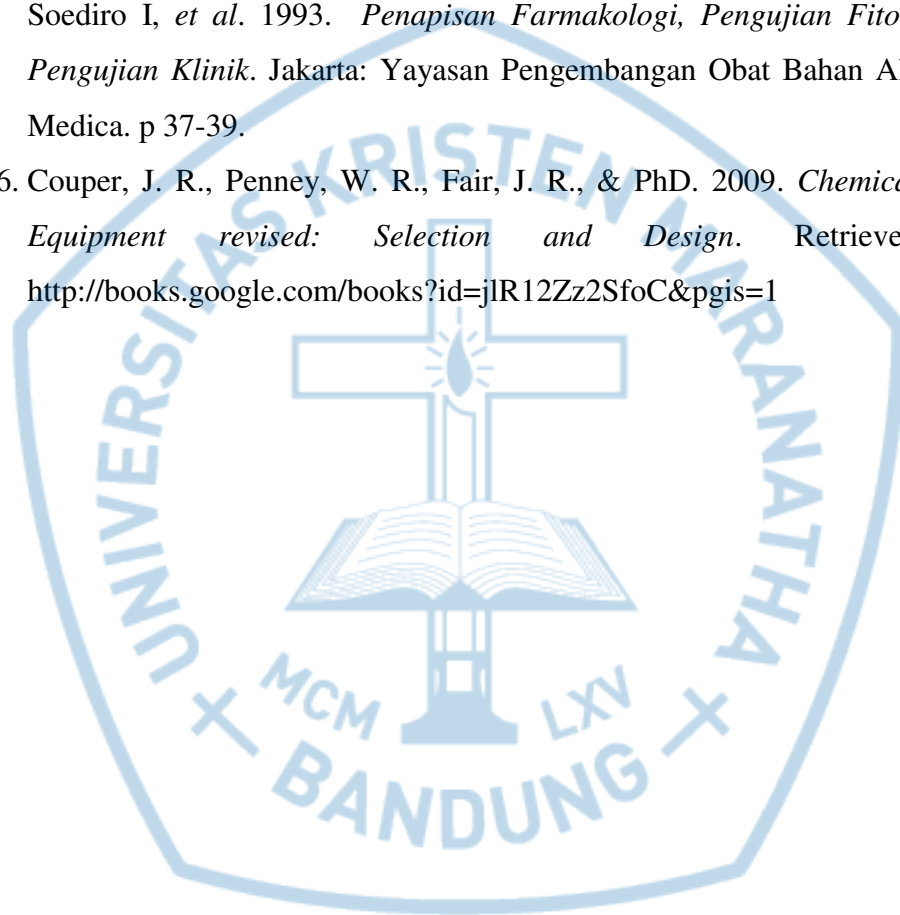 Soediro I, et al. 1993. Penapisan Farmakologi, Pengujian Fito
Pengujian Klinik. Jakarta: Yayasan Pengembangan Obat Bahan Al
Medica. p 37-39.
6. Couper, J. R., Penney, W. R., Fair, J. R., & PhD. 2009. Chemica
Equipment revised: Selection and Design. Retrieve
http://books.google.com/books?id=jlR12Zz2SfoC&pgis=1
UNIVERSITAS KRISTEN MARANATHA
MCM LXV
BANDUNG